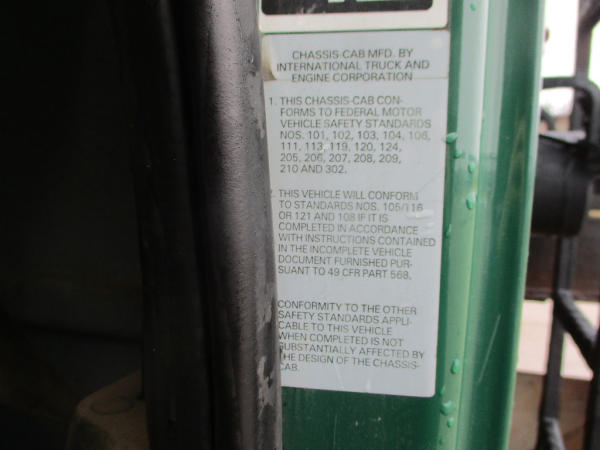 CHASSIS-CAB MFD. BY
INTERNATIONAL TRUCK AND
ENGINE CORPORATION
1. THIS CHASSIS-CAB CON-
FORMS TO FEDERAL MOTOR
VEHICLE SAFETY STANDARDS
NOS. 101, 102, 103, 104, 106,
111, 113, 119, 120, 124,
205, 206, 207, 208, 209,
210 AND 302.
2. THIS VEHICLE WILL CONFORM
TO STANDARDS NOS. 105/116
OR 121 AND 108 IF IT IS
COMPLETED IN ACCORDANCE
WITH INSTRUCTIONS CONTAINED
IN THE INCOMPLETE VEHICLE
DOCUMENT FURNISHED PUR-
SUANT TO 49 CFR PART 568.
CONFORMITY TO THE OTHER
SAFETY STANDARDS APPLI-
CABLE TO THIS VEHICLE
WHEN COMPLETED IS NOT
SUBSTANTIALLY AFFECTED BY
THE DESIGN OF THE CHASSIS-
CAB.